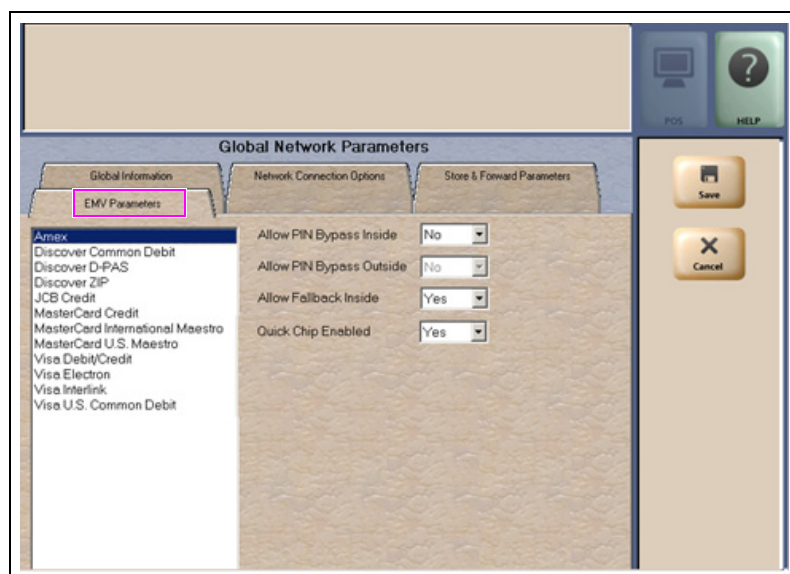 POS
HELP
Global Network Parameters
Global Information
Network Connection Options
Store & Forward Parameters
EMV Parameters
Save
Cancel
Amex
Discover Common Debit
Discover D-PAS
Discover ZIP
JCB Credit
MasterCard Credit
MasterCard International Maestro
MasterCard U.S. Maestro
Visa Debit/Credit
Visa Electron
Visa Interlink
Visa U.S. Common Debit
Allow PIN Bypass Inside No
Allow PIN Bypass Outside No
Allow Fallback Inside Yes
Quick Chip Enabled Yes